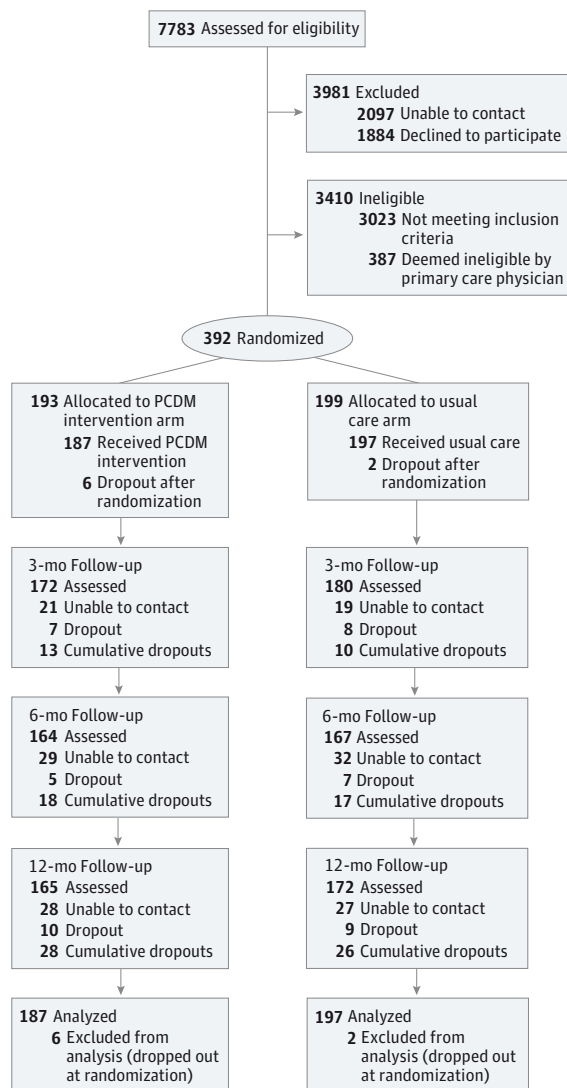 7783 Assessed for eligibility
3981 Excluded
2097 Unable to contact
1884 Declined to participate
3410 Ineligible
3023 Not meeting inclusion
criteria
387 Deemed ineligible by
primary care physician
392 Randomized
193 Allocated to PCDM
intervention arm
187 Received PCDM
intervention
6 Dropout after
randomization
199 Allocated to usual
care arm
197 Received usual care
2 Dropout after
randomization
3-mo Follow-up
172 Assessed
21 Unable to contact
7 Dropout
13 Cumulative dropouts
3-mo Follow-up
180 Assessed
19 Unable to contact
8 Dropout
10 Cumulative dropouts
6-mo Follow-up
164 Assessed
29 Unable to contact
5 Dropout
18 Cumulative dropouts
6-mo Follow-up
167 Assessed
32 Unable to contact
7 Dropout
17 Cumulative dropouts
12-mo Follow-up
165 Assessed
28 Unable to contact
10 Dropout
28 Cumulative dropouts
12-mo Follow-up
172 Assessed
27 Unable to contact
9 Dropout
26 Cumulative dropouts
187 Analyzed
6 Excluded from
analysis (dropped out
at randomization)
197 Analyzed
2 Excluded from
analysis (dropped out
at randomization)